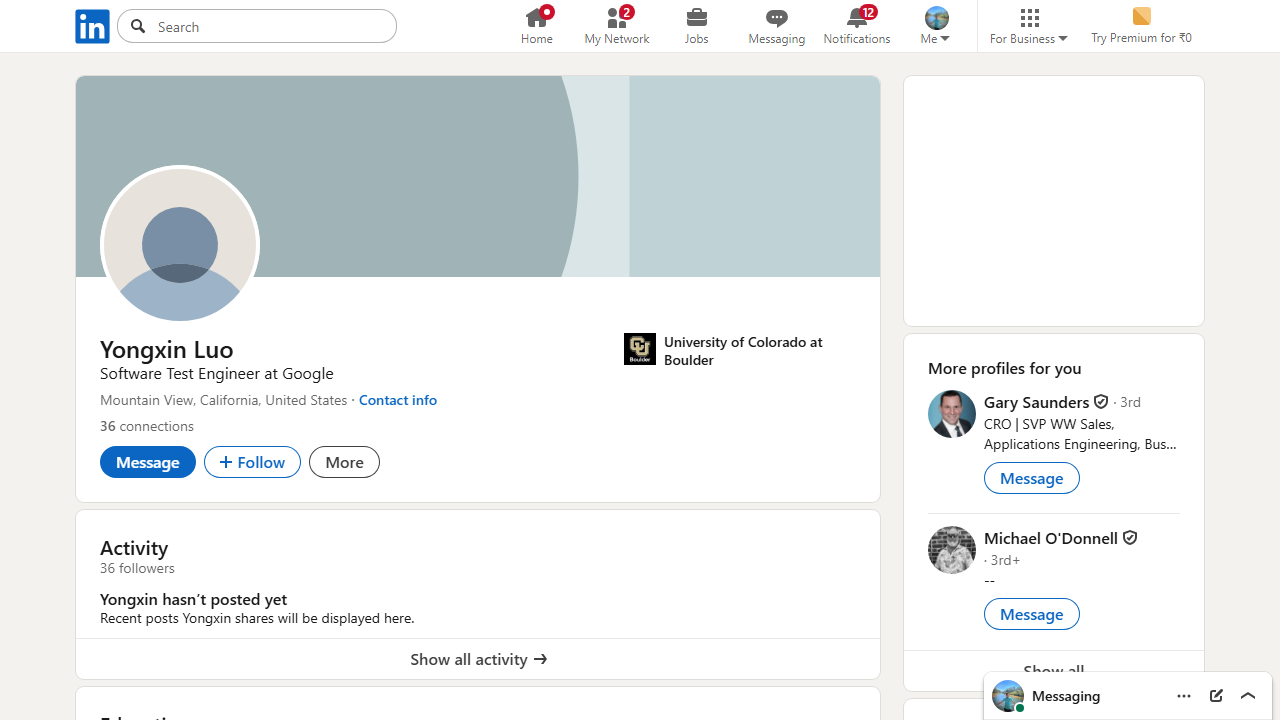 in
Search
Home
2
My Network
Jobs
Messaging
12
Notifications
Me
For Business
Try Premium for ₹0
Yongxin Luo
Software Test Engineer at Google
Mountain View, California, United States · Contact info
36 connections
Message
+ Follow
More
CU
Boulder
University of Colorado at
Boulder
Activity
36 followers
Yongxin hasn’t posted yet
Recent posts Yongxin shares will be displayed here.
Show all activity →
More profiles for you
Gary Saunders · 3rd
CRO | SVP WW Sales,
Applications Engineering, Bus...
Message
Michael O'Donnell
· 3rd+
--
Message
Messaging